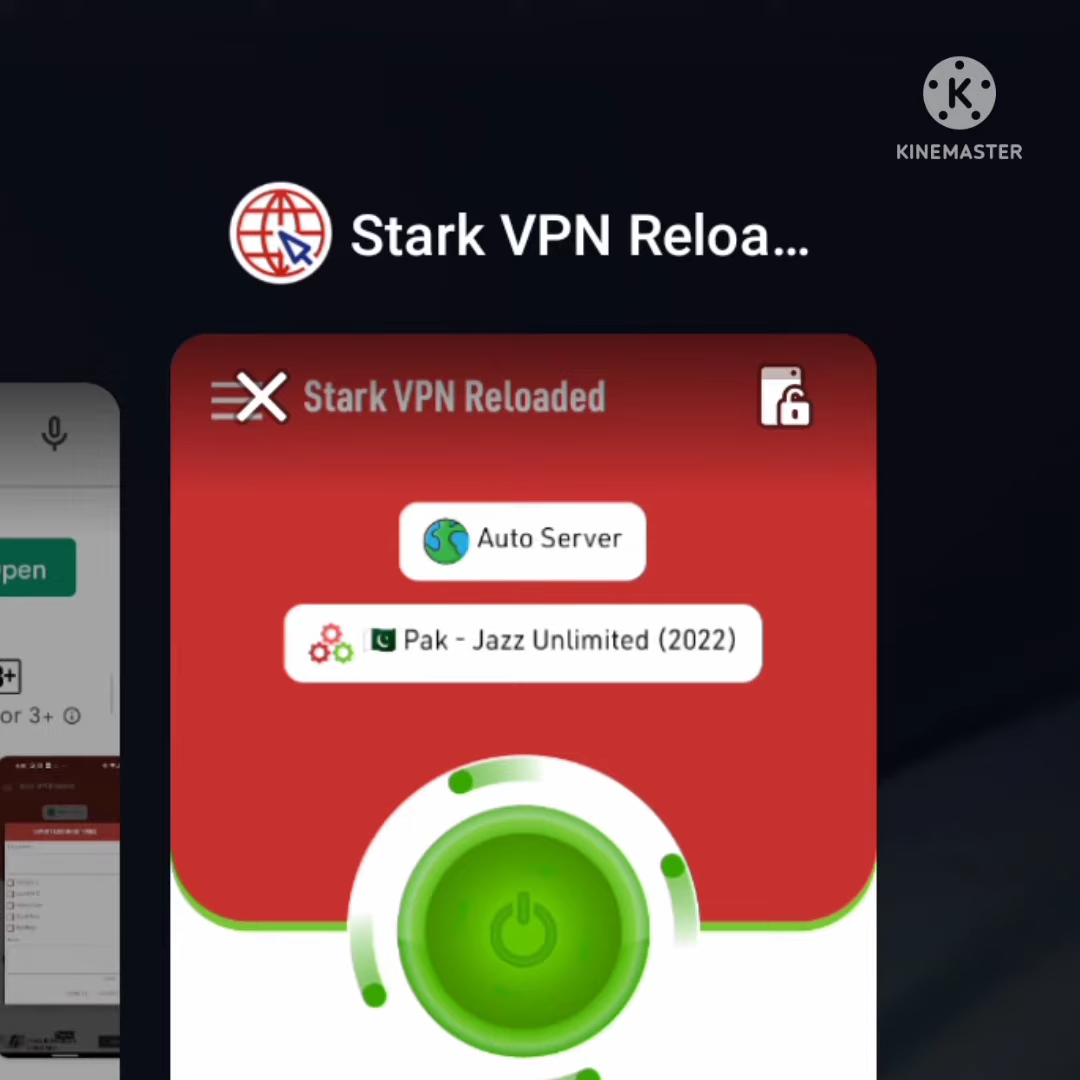 KINEMASTER
Stark VPN Reloa...
Stark VPN Reloaded
Auto Server
Pak - Jazz Unlimited (2022)
pen
3+
or 3+